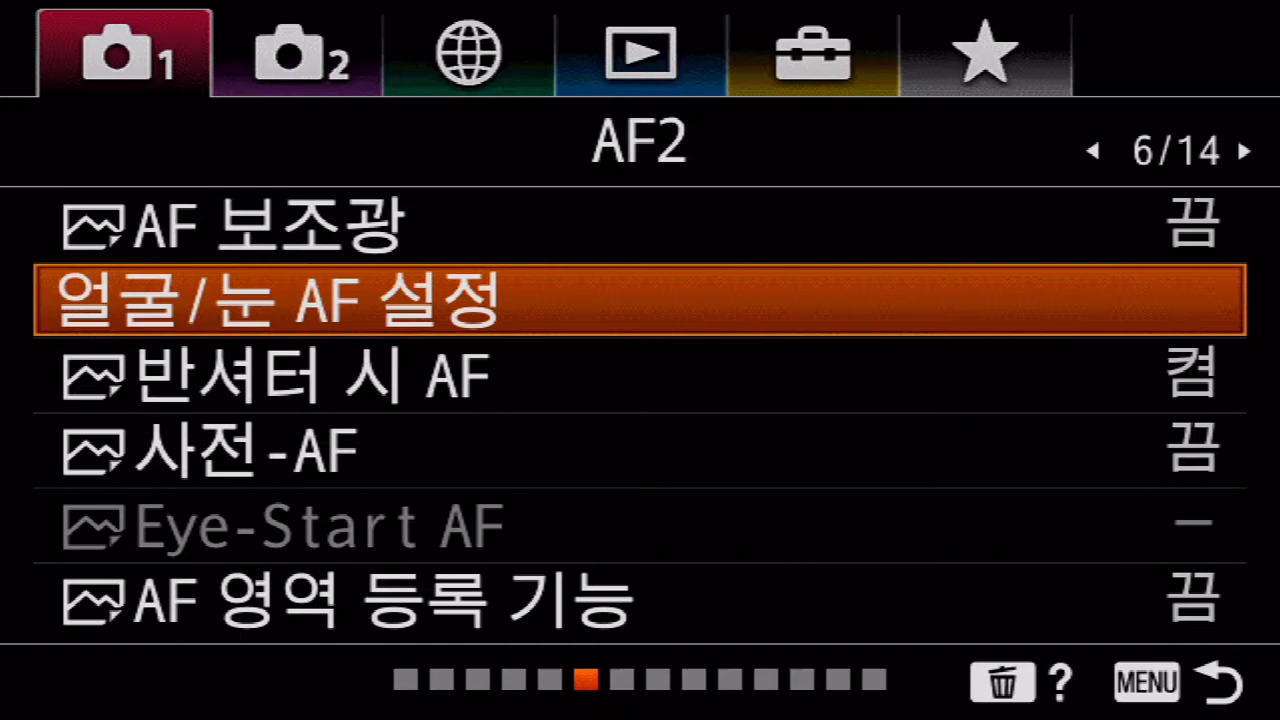 1 2
AF2
6/14
AF 보조광 끔
얼굴/눈 AF 설정
반셔터 시 AF 켬
사전-AF 끔
Eye-Start AF –
AF 영역 등록 기능 끔
? MENU